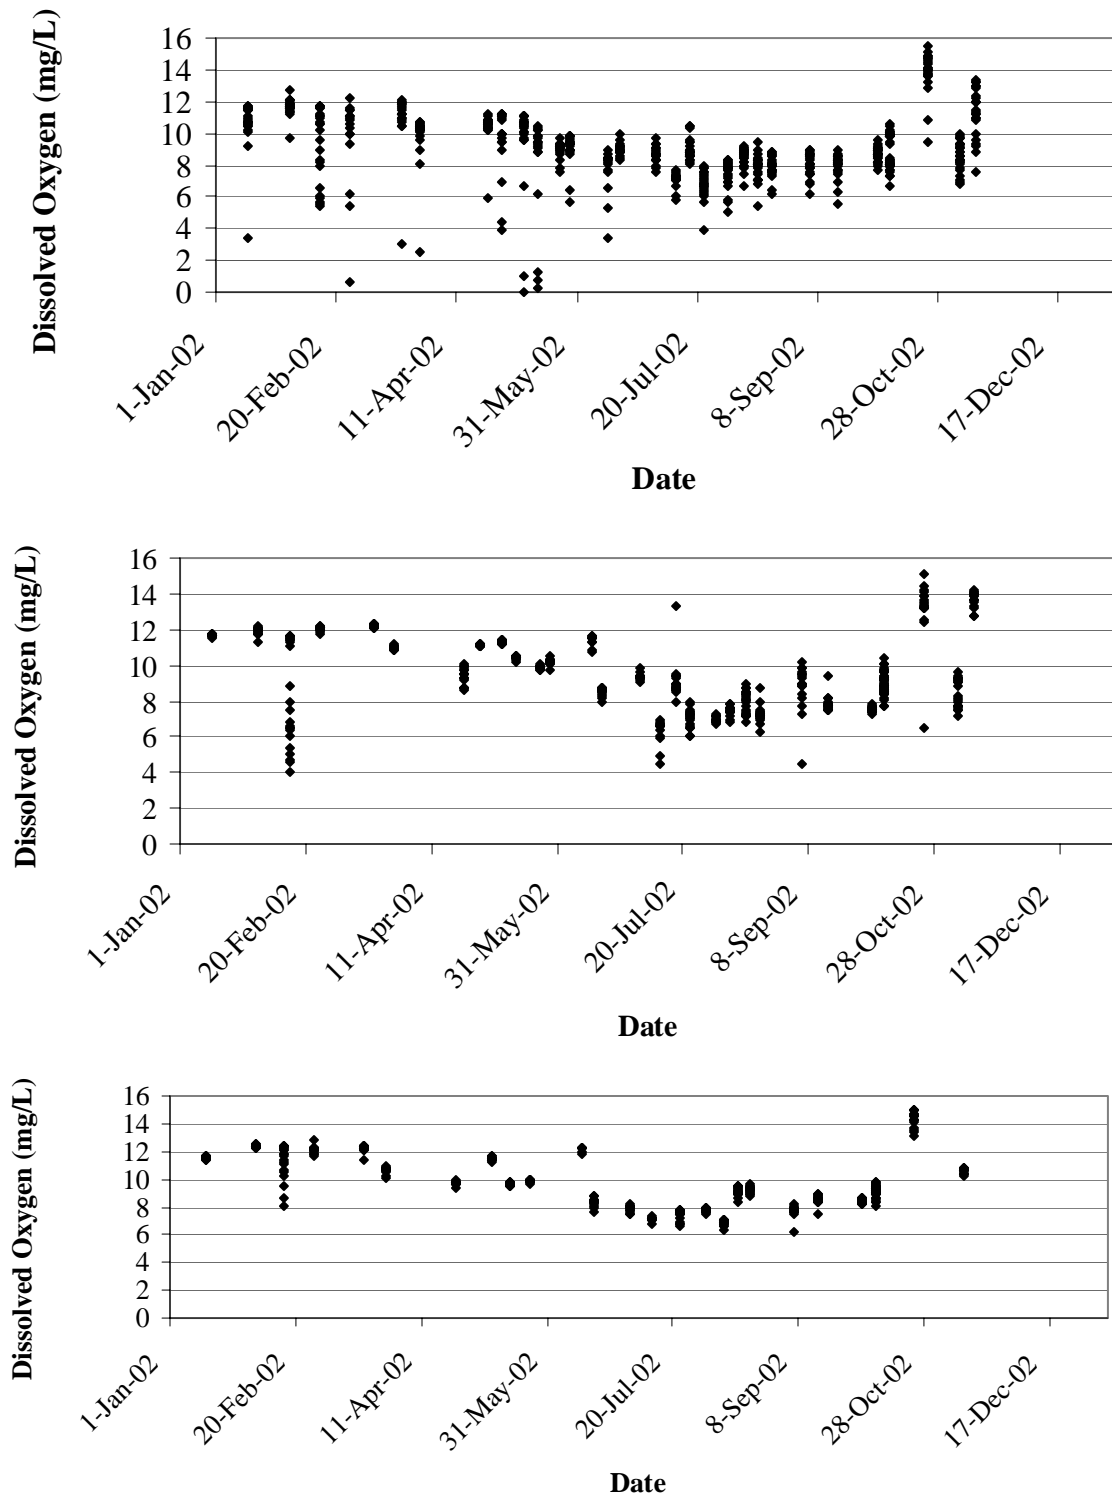 Dissolved Oxygen (mg/L)
16
14
12
10
8
6
4
2
0
1-Jan-02
20-Feb-02
11-Apr-02
31-May-02
20-Jul-02
8-Sep-02
28-Oct-02
17-Dec-02
Date
Dissolved Oxygen (mg/L)
16
14
12
10
8
6
4
2
0
1-Jan-02
20-Feb-02
11-Apr-02
31-May-02
20-Jul-02
8-Sep-02
28-Oct-02
17-Dec-02
Date
Dissolved Oxygen (mg/L)
16
14
12
10
8
6
4
2
0
1-Jan-02
20-Feb-02
11-Apr-02
31-May-02
20-Jul-02
8-Sep-02
28-Oct-02
17-Dec-02
Date